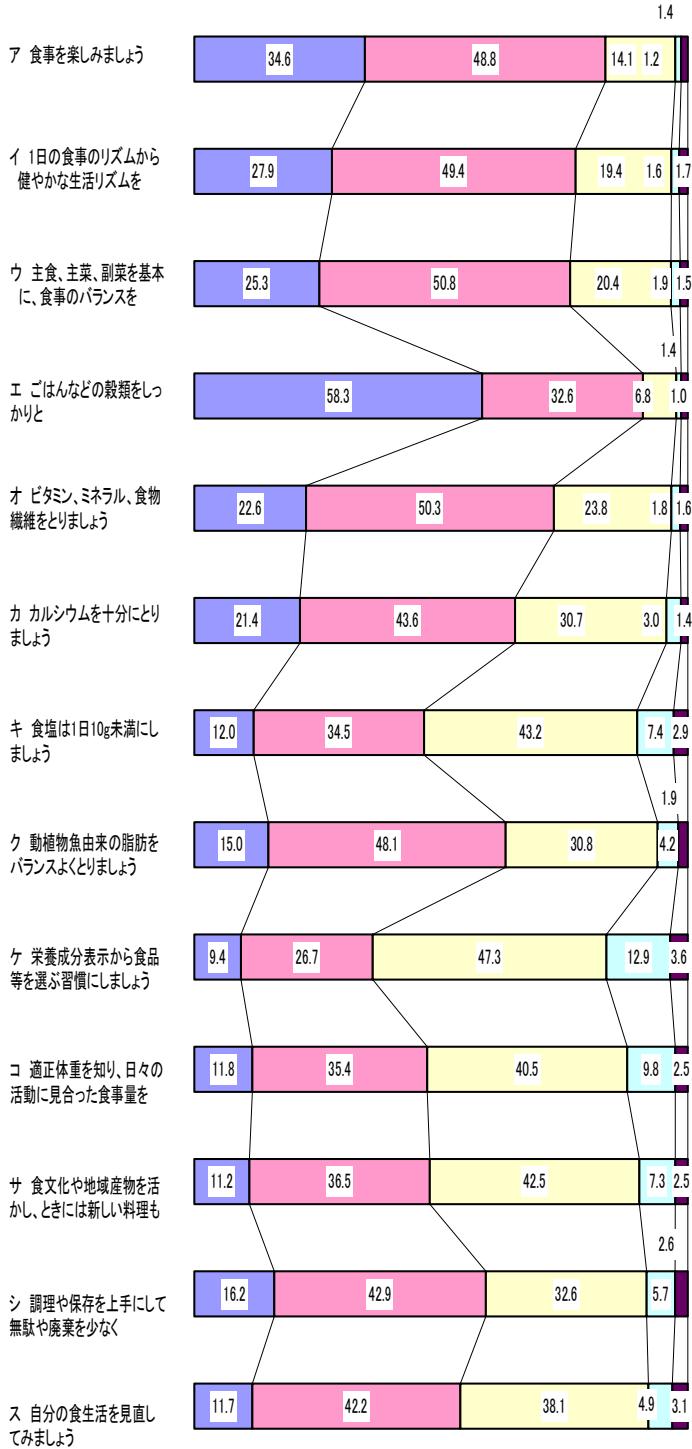 1.4
ア 食事を楽しみましょう
34.6 48.8 14.1 1.2
イ 1日の食事のリズムから
健やかな生活リズムを
27.9 49.4 19.4 1.6 1.7
ウ 主食、主菜、副菜を基本
に、食事のバランスを
25.3 50.8 20.4 1.9 1.5
1.4
エ ごはんなどの穀類をしっ
かりと
58.3 32.6 6.8 1.0
オ ビタミン、ミネラル、食物
繊維をとりましょう
22.6 50.3 23.8 1.8 1.6
カ カルシウムを十分にとり
ましょう
21.4 43.6 30.7 3.0 1.4
キ 食塩は1日10g未満にし
ましょう
12.0 34.5 43.2 7.4 2.9
1.9
ク 動植物魚由来の脂肪を
バランスよくとりましょう
15.0 48.1 30.8 4.2
ケ 栄養成分表示から食品
等を選ぶ習慣にしましょう
9.4 26.7 47.3 12.9 3.6
コ 適正体重を知り、日々の
活動に見合った食事量を
11.8 35.4 40.5 9.8 2.5
サ 食文化や地域産物を活
かし、ときには新しい料理も
11.2 36.5 42.5 7.3 2.5
2.6
シ 調理や保存を上手にして
無駄や廃棄を少なく
16.2 42.9 32.6 5.7
ス 自分の食生活を見直し
てみましょう
11.7 42.2 38.1 4.9 3.1